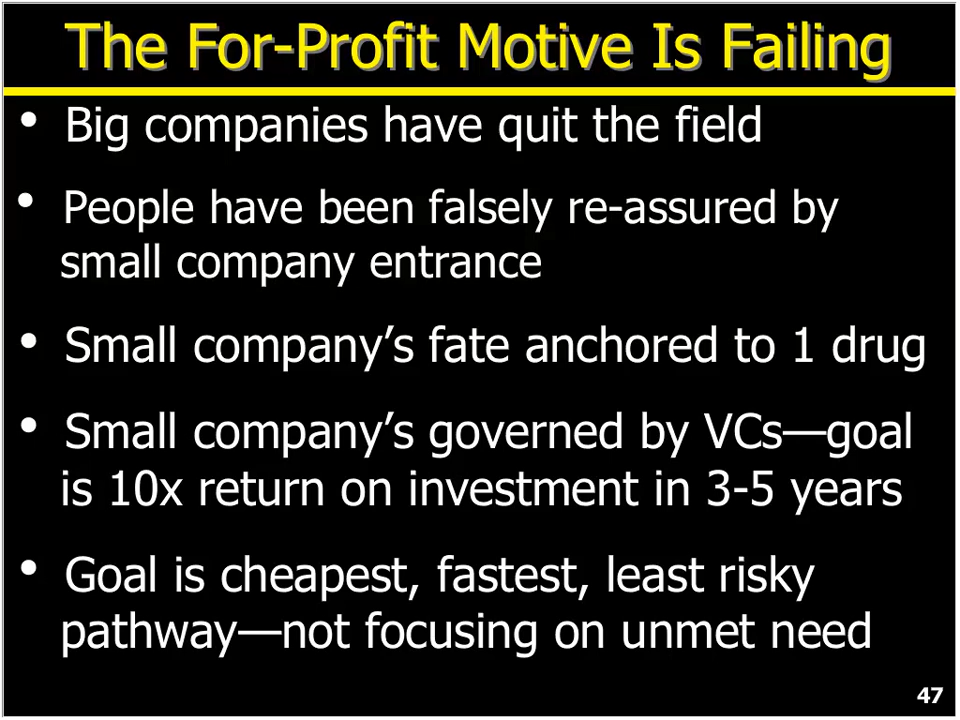 The For-Profit Motive Is Failing
• Big companies have quit the field
• People have been falsely re-assured by
small company entrance
• Small company’s fate anchored to 1 drug
• Small company’s governed by VCs—goal
is 10x return on investment in 3-5 years
• Goal is cheapest, fastest, least risky
pathway—not focusing on unmet need
47